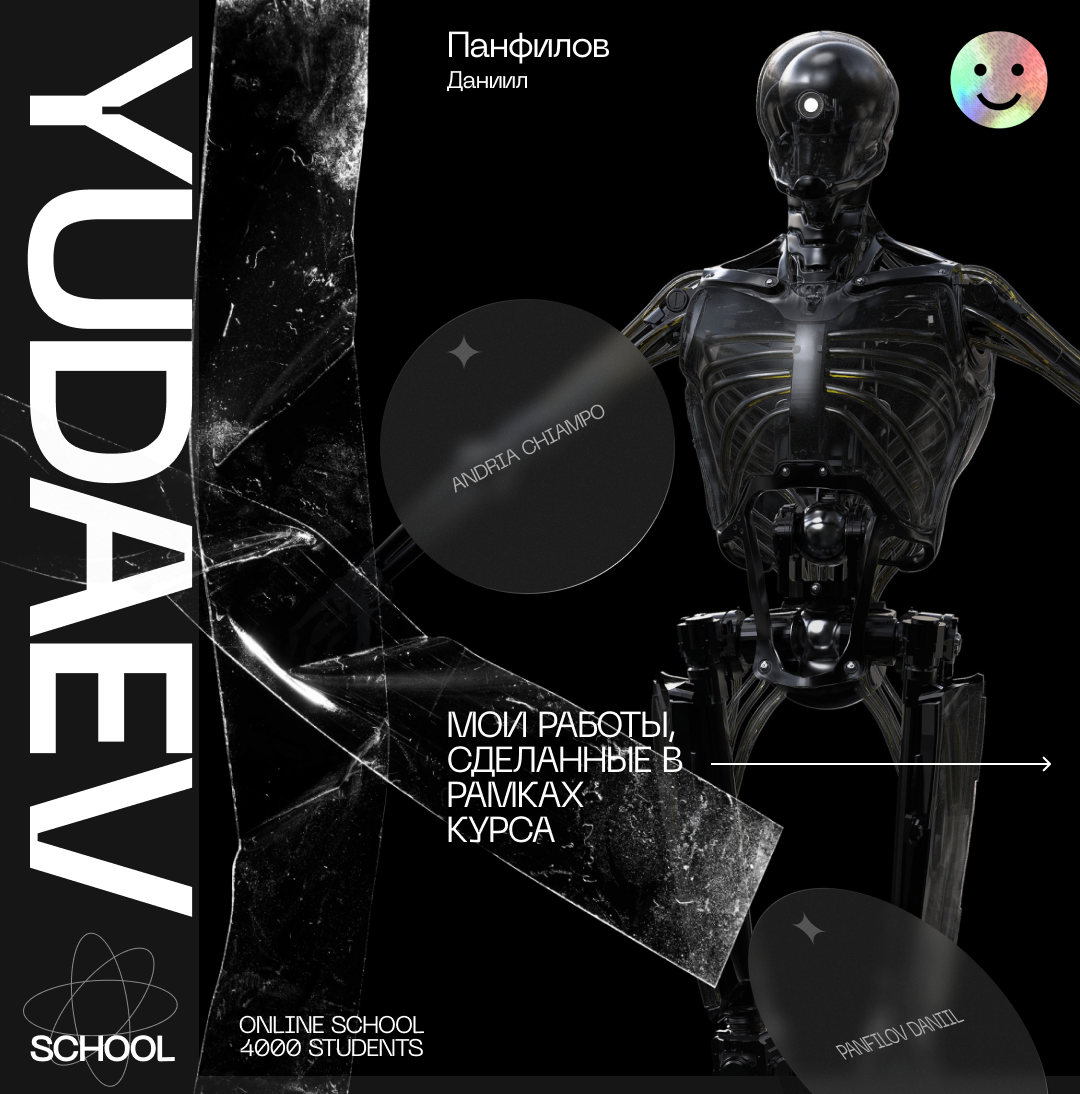 YUDAEV
SCHOOL
Панфилов
Даниил
ANDRIA CHIAMPO
МОИ РАБОТЫ,
СДЕЛАННЫЕ В
РАМКАХ
КУРСА
ONLINE SCHOOL
4000 STUDENTS
PANFILOV DANIIL